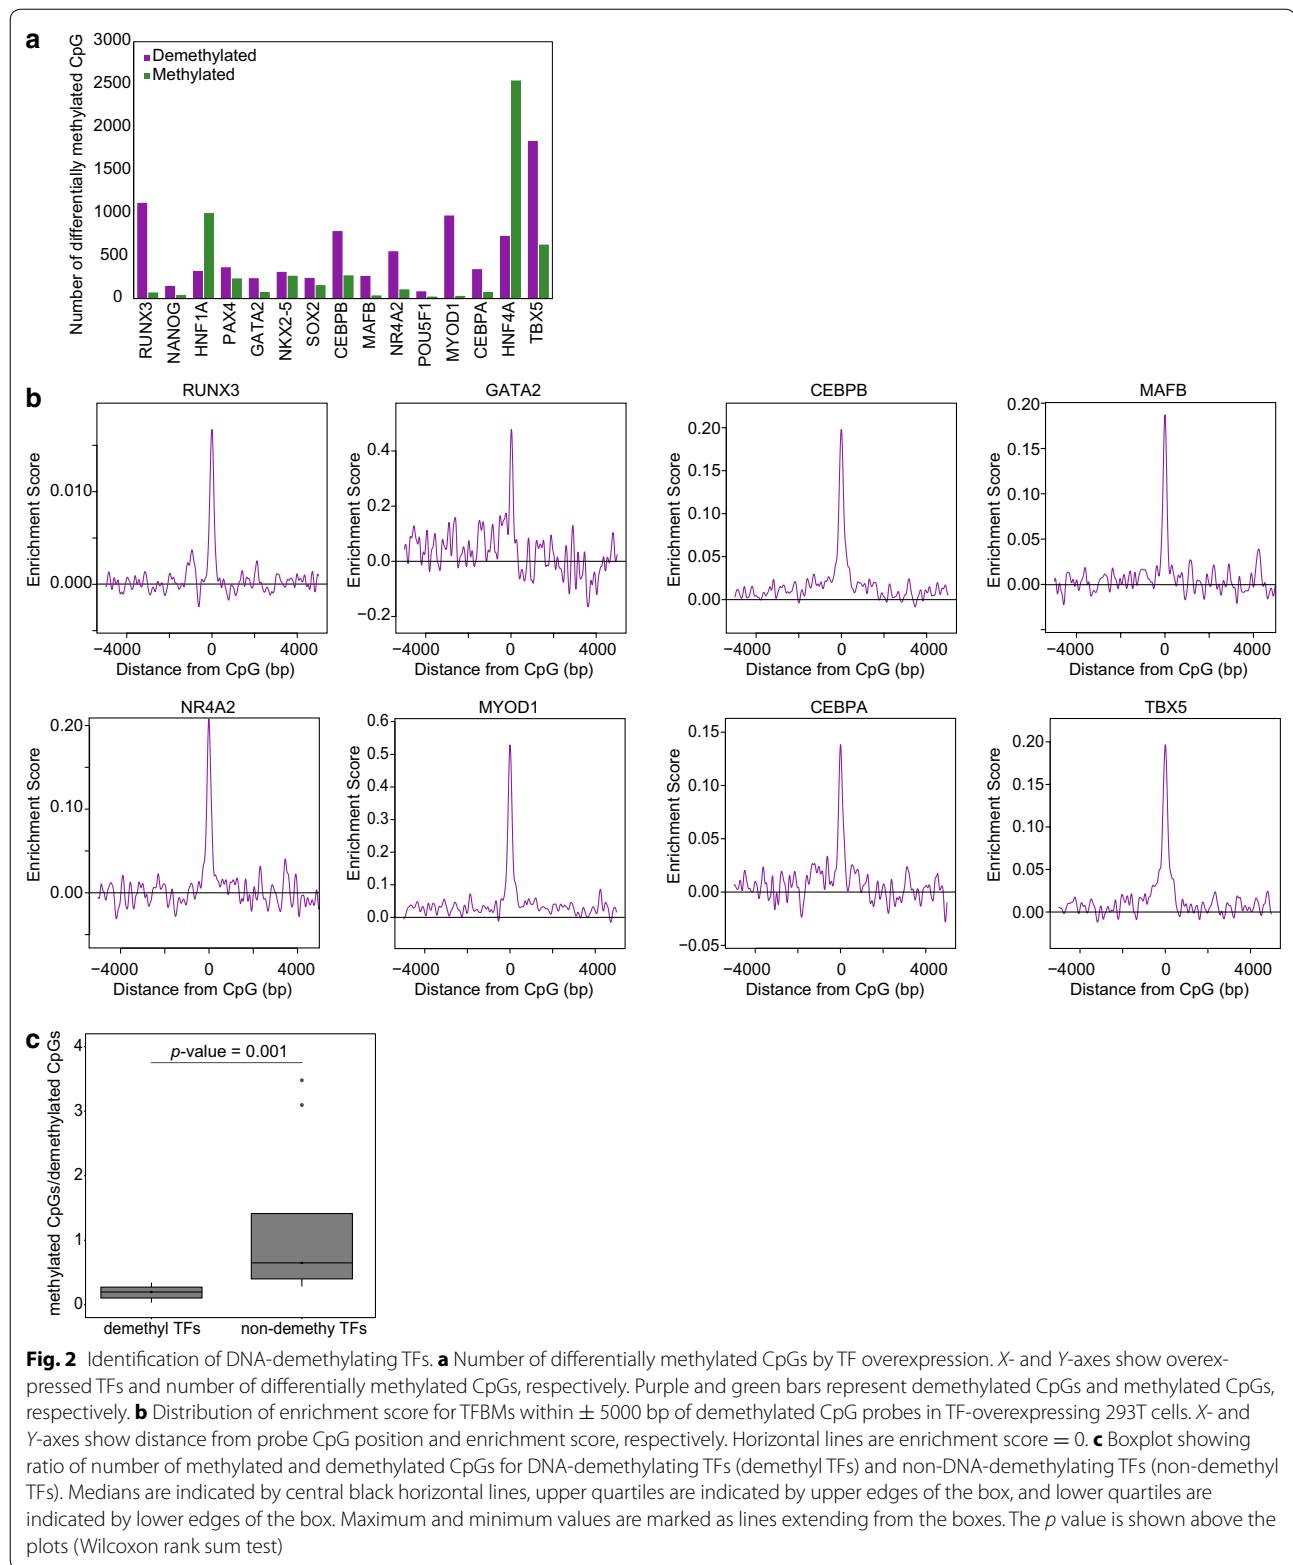 a
Number of differentially methylated CpG
3000
2500
2000
1500
1000
500
0
Demethylated
Methylated
RUNX3
NANOG
HNF1A
PAX4
GATA2
NKX2-5
SOX2
CEBPB
MAFB
NR4A2
POU5F1
MYOD1
CEBPA
HNF4A
TBX5
b
RUNX3
Enrichment Score
0.010
0.000
−4000 0 4000
Distance from CpG (bp)
GATA2
Enrichment Score
0.4
0.2
0.0
−0.2
−4000 0 4000
Distance from CpG (bp)
CEBPB
Enrichment Score
0.20
0.15
0.10
0.05
0.00
−4000 0 4000
Distance from CpG (bp)
MAFB
Enrichment Score
0.20
0.15
0.10
0.05
0.00
−4000 0 4000
Distance from CpG (bp)
NR4A2
Enrichment Score
0.20
0.10
0.00
−4000 0 4000
Distance from CpG (bp)
MYOD1
Enrichment Score
0.6
0.5
0.4
0.3
0.2
0.1
0.0
−4000 0 4000
Distance from CpG (bp)
CEBPA
Enrichment Score
0.15
0.10
0.05
0.00
−0.05
−4000 0 4000
Distance from CpG (bp)
TBX5
Enrichment Score
0.20
0.15
0.10
0.05
0.00
−4000 0 4000
Distance from CpG (bp)
c
methylated CpGs/demethylated CpGs
4
3
2
1
0
p-value = 0.001
demethyl TFs
non-demethy TFs
Fig. 2 Identification of DNA-demethylating TFs. a Number of differentially methylated CpGs by TF overexpression. X- and Y-axes show overex-
pressed TFs and number of differentially methylated CpGs, respectively. Purple and green bars represent demethylated CpGs and methylated CpGs,
respectively. b Distribution of enrichment score for TFBMs within ± 5000 bp of demethylated CpG probes in TF-overexpressing 293T cells. X- and
Y-axes show distance from probe CpG position and enrichment score, respectively. Horizontal lines are enrichment score = 0. c Boxplot showing
ratio of number of methylated and demethylated CpGs for DNA-demethylating TFs (demethyl TFs) and non-DNA-demethylating TFs (non-demethyl
TFs). Medians are indicated by central black horizontal lines, upper quartiles are indicated by upper edges of the box, and lower quartiles are
indicated by lower edges of the box. Maximum and minimum values are marked as lines extending from the boxes. The p value is shown above the
plots (Wilcoxon rank sum test)